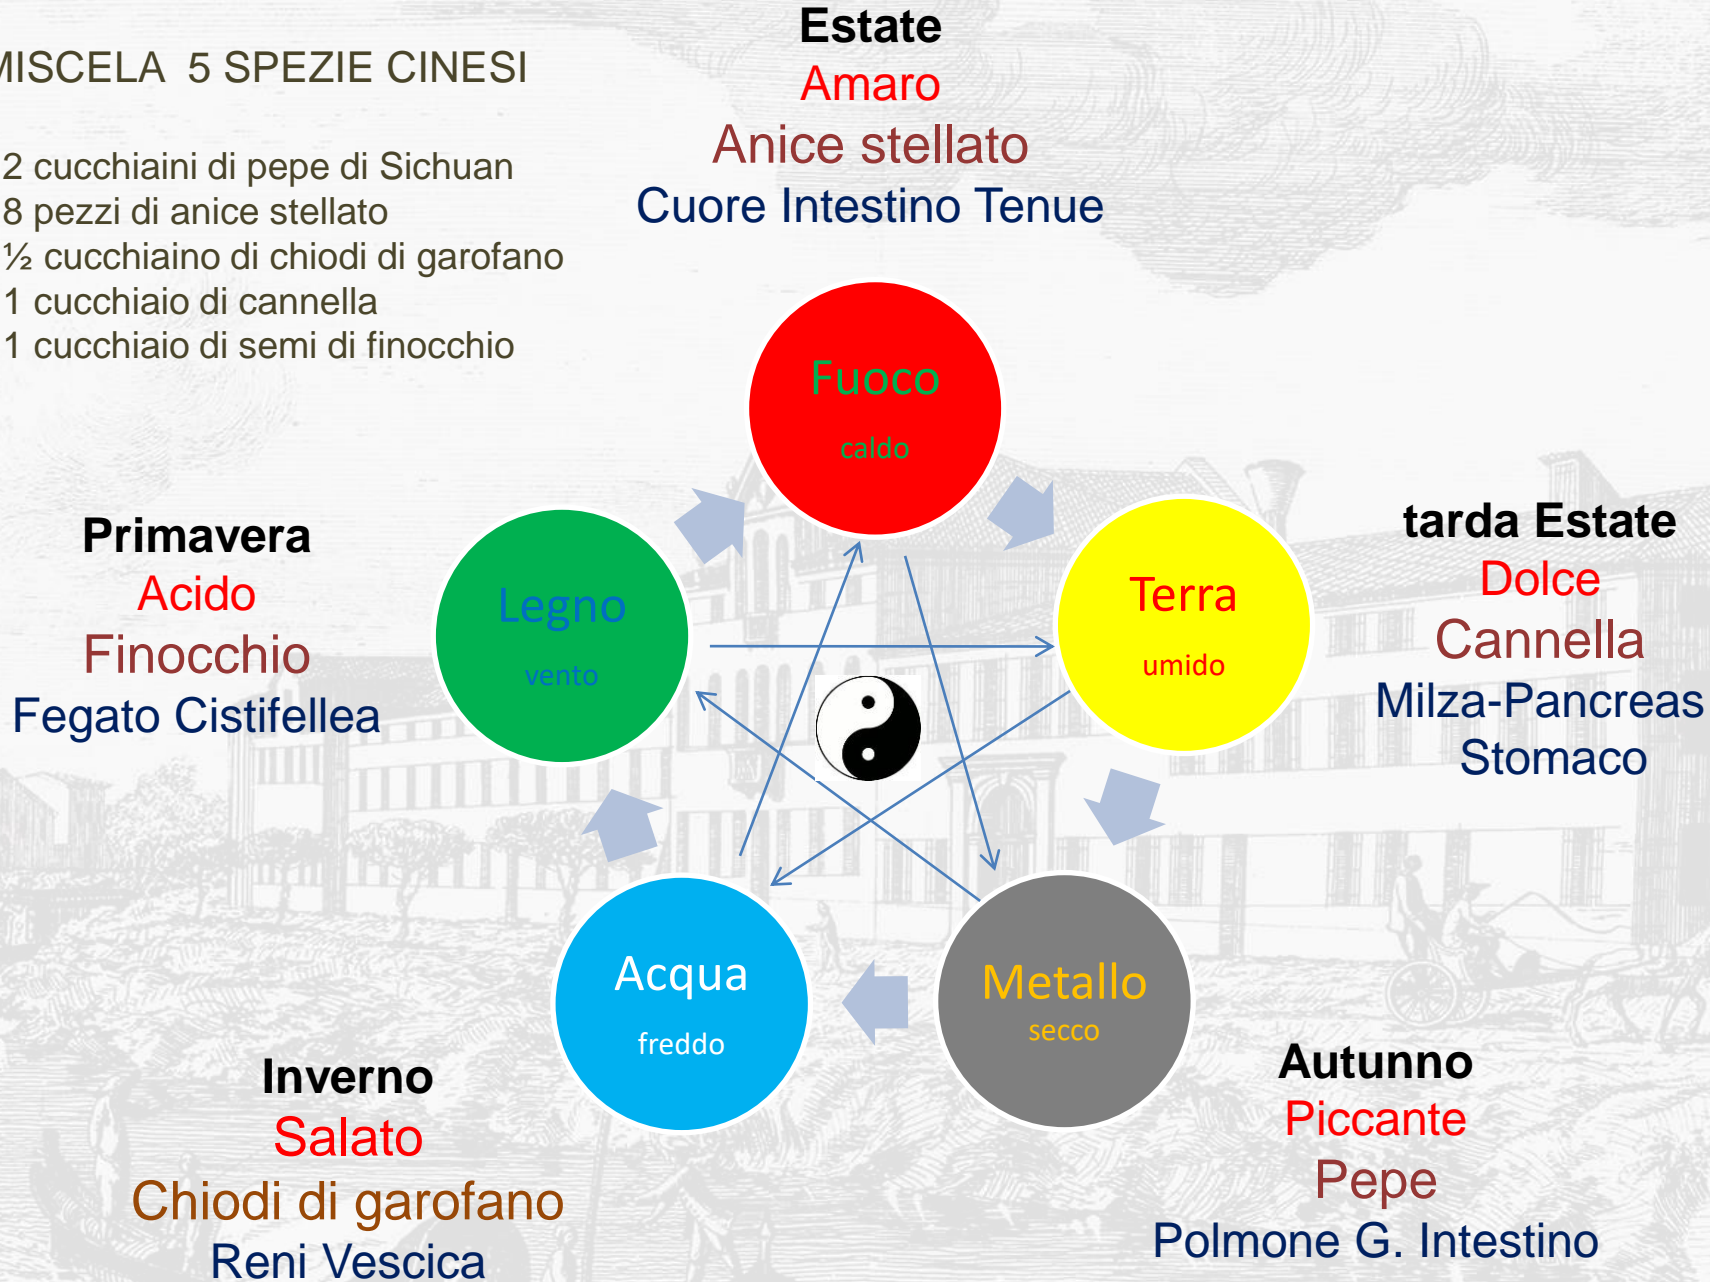 MISCELA 5 SPEZIE CINESI
2 cucchiaini di pepe di Sichuan
8 pezzi di anice stellato
½ cucchiaino di chiodi di garofano
1 cucchiaio di cannella
1 cucchiaio di semi di finocchio
Estate
Amaro
Anice stellato
Cuore Intestino Tenue
Fuoco
caldo
Primavera
Acido
Finocchio
Fegato Cistifellea
Legno
vento
Terra
umido
tarda Estate
Dolce
Cannella
Milza-Pancreas
Stomaco
Acqua
freddo
Metallo
secco
Inverno
Salato
Chiodi di garofano
Reni Vescica
Autunno
Piccante
Pepe
Polmone G. Intestino